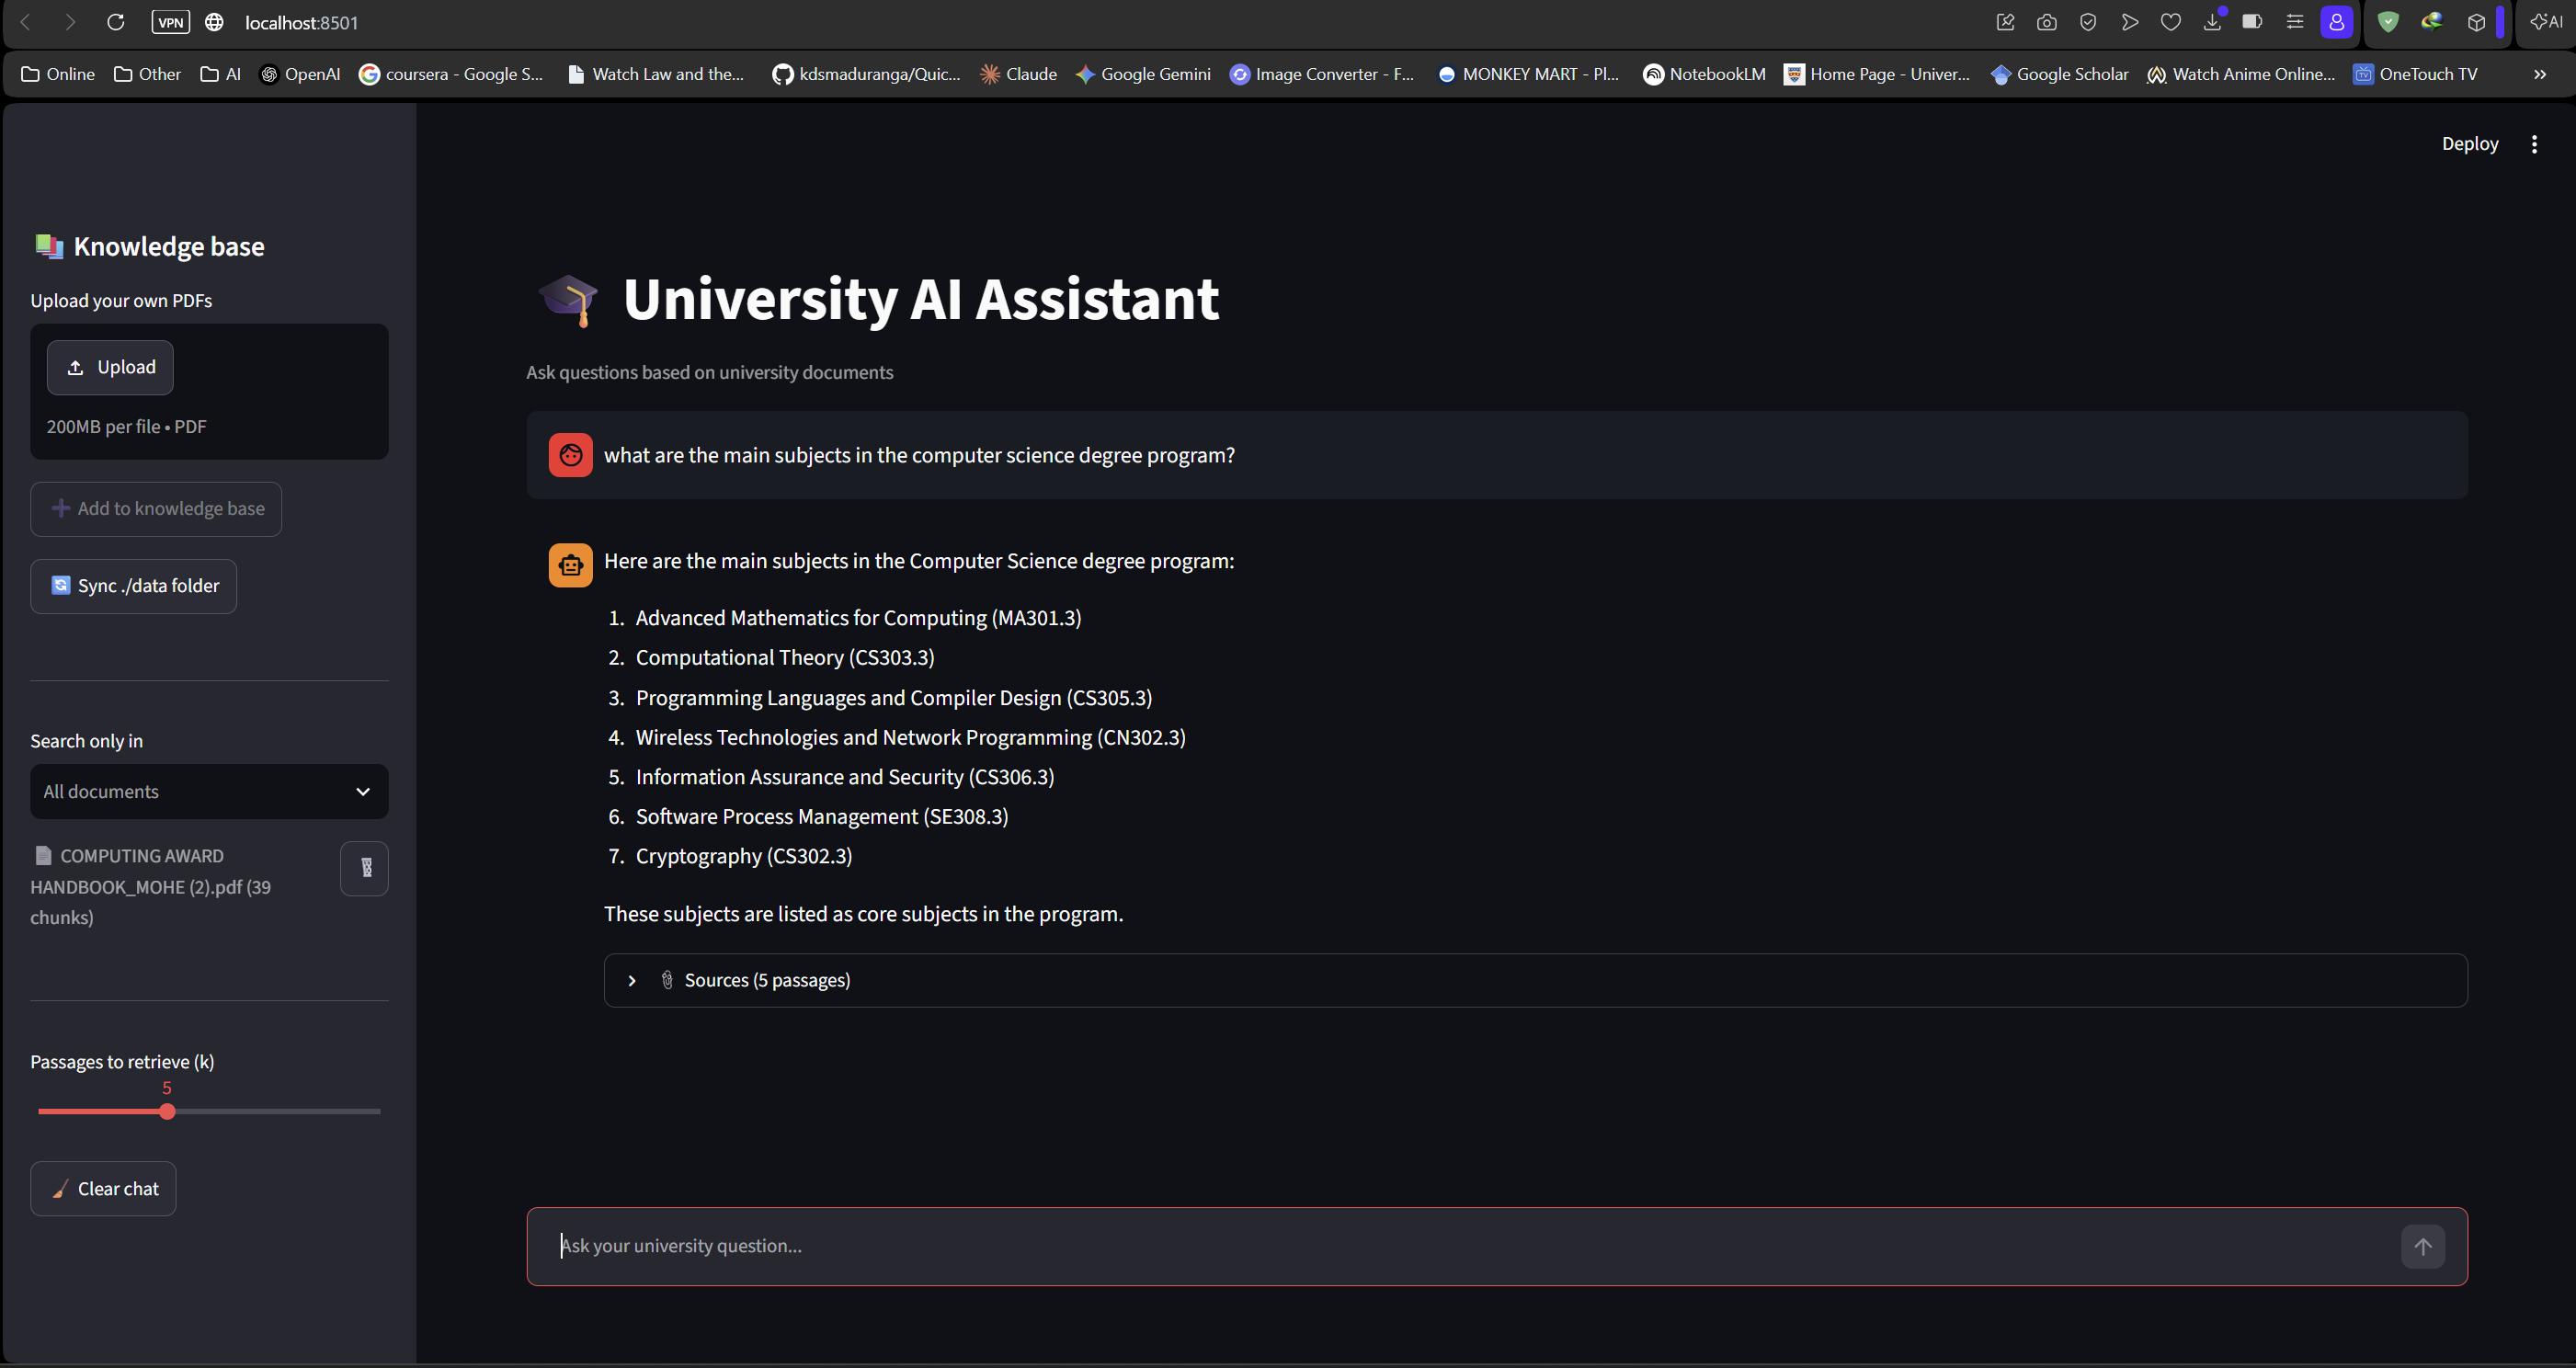 VPN localhost:8501
AI
Online Other AI OpenAI coursera - Google S... Watch Law and the... kdsmaduranga/Quic... Claude Google Gemini Image Converter - F... MONKEY MART - Pl... NotebookLM Home Page - Univer... Google Scholar Watch Anime Online... OneTouch TV
Deploy
Knowledge base
Upload your own PDFs
Upload
200MB per file • PDF
Add to knowledge base
Sync ./data folder
Search only in
All documents
COMPUTING AWARD
HANDBOOK_MOHE (2).pdf (39
chunks)
Passages to retrieve (k)
5
Clear chat
University AI Assistant
Ask questions based on university documents
what are the main subjects in the computer science degree program?
Here are the main subjects in the Computer Science degree program:
1. Advanced Mathematics for Computing (MA301.3)
2. Computational Theory (CS303.3)
3. Programming Languages and Compiler Design (CS305.3)
4. Wireless Technologies and Network Programming (CN302.3)
5. Information Assurance and Security (CS306.3)
6. Software Process Management (SE308.3)
7. Cryptography (CS302.3)
These subjects are listed as core subjects in the program.
Sources (5 passages)
Ask your university question...